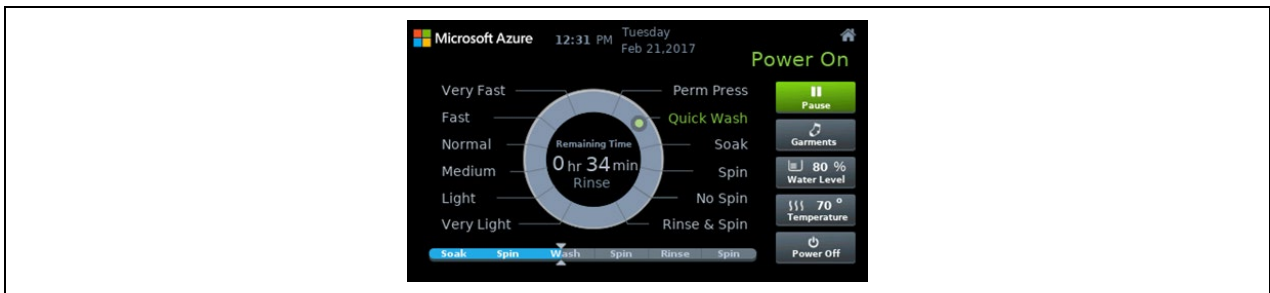 Microsoft Azure
12:31 PM
Tuesday
Feb 21,2017
Power On
Very Fast
Fast
Normal
Medium
Light
Very Light
Remaining Time
0 hr 34 min
Rinse
Perm Press
Quick Wash
Soak
Spin
No Spin
Rinse & Spin
Pause
Garments
80 %
Water Level
70 °
Temperature
Power Off
Soak Spin Wash Spin Rinse Spin